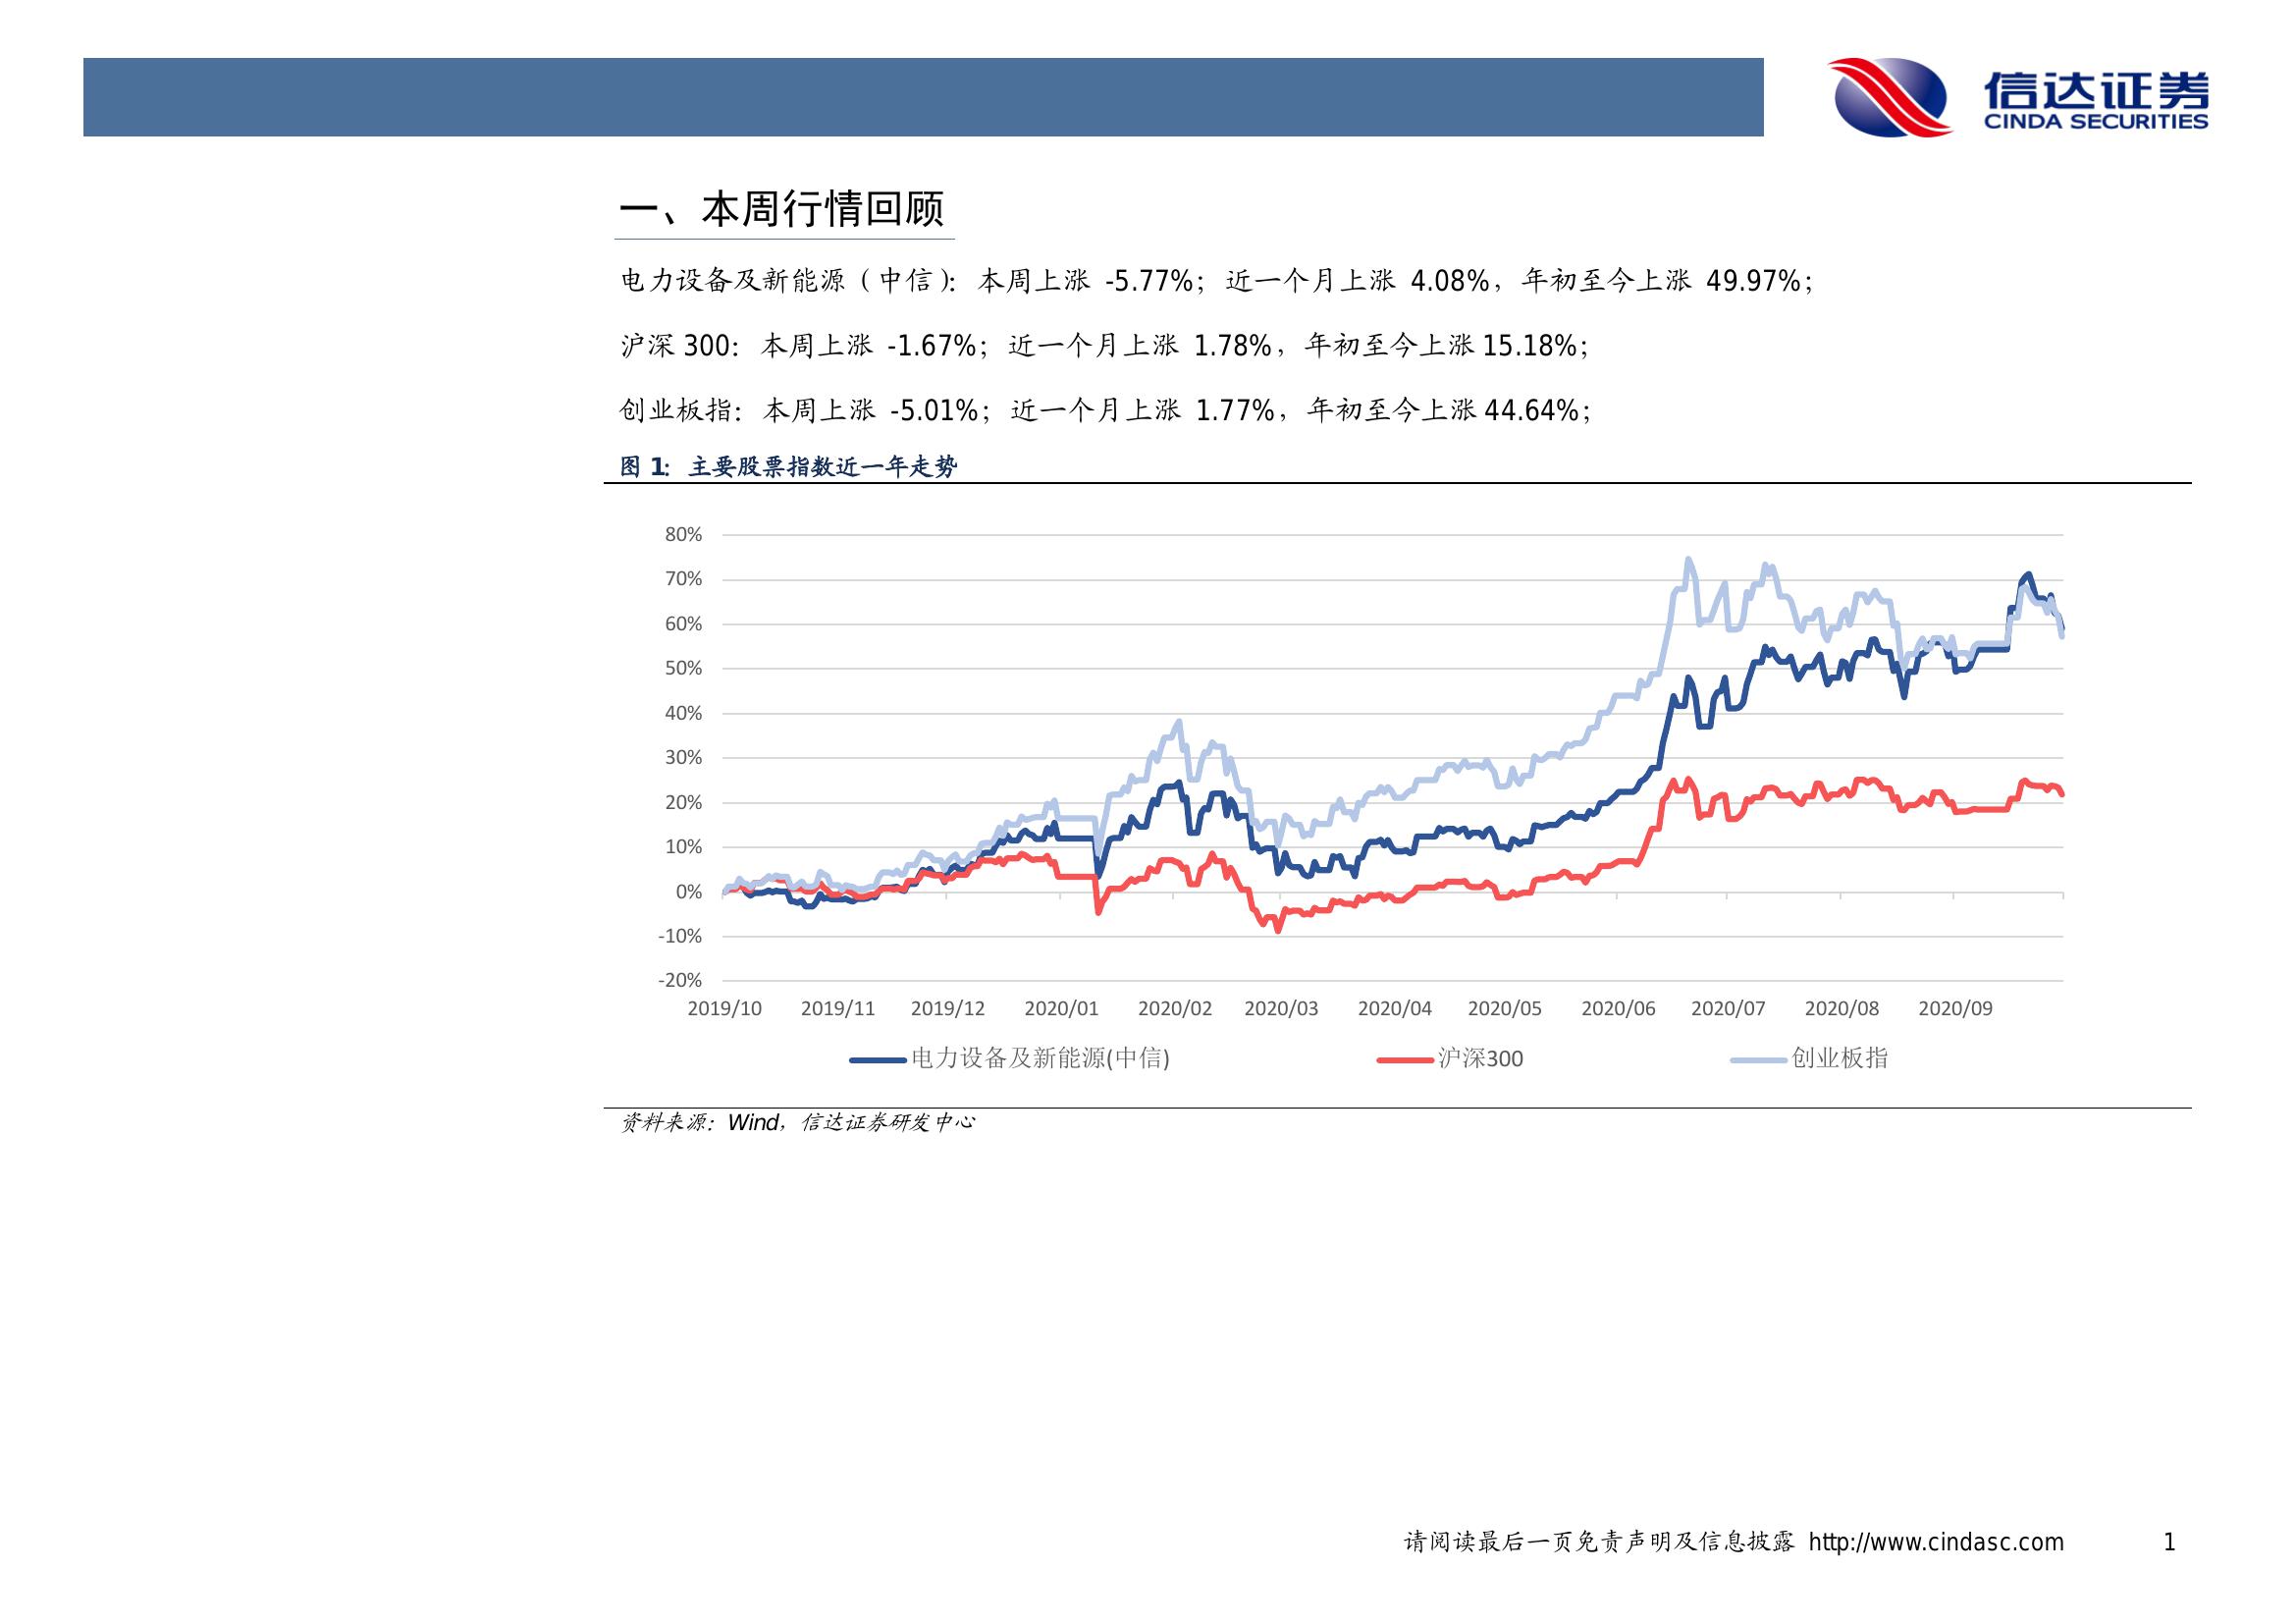 信达证券
CINDA SECURITIES
一、本周行情回顾
电力设备及新能源（中信）：本周上涨 -5.77%；近一个月上涨 4.08%，年初至今上涨 49.97%；
沪深 300：本周上涨 -1.67%；近一个月上涨 1.78%，年初至今上涨 15.18%；
创业板指：本周上涨 -5.01%；近一个月上涨 1.77%，年初至今上涨 44.64%；
图 1：主要股票指数近一年走势
80%
70%
60%
50%
40%
30%
20%
10%
0%
-10%
-20%
2019/10 2019/11 2019/12 2020/01 2020/02 2020/03 2020/04 2020/05 2020/06 2020/07 2020/08 2020/09
电力设备及新能源(中信) 沪深300 创业板指
资料来源：Wind，信达证券研发中心
请阅读最后一页免责声明及信息披露 http://www.cindasc.com 1